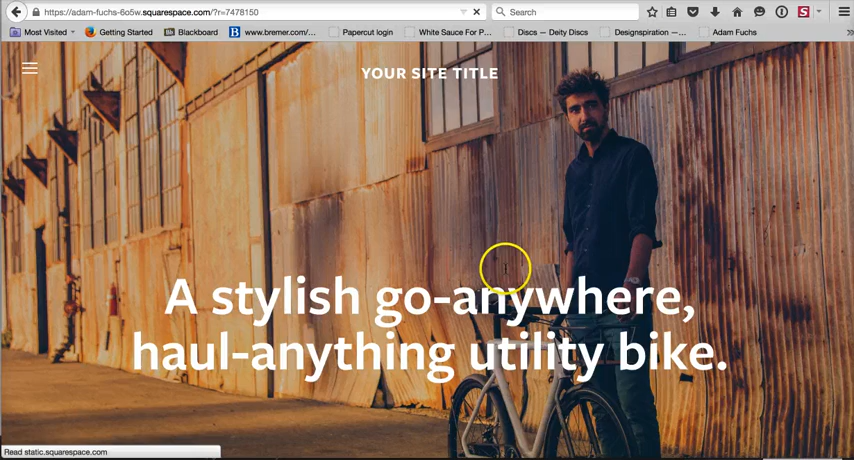 https://adam-fuchs-6o5w.squarespace.com/?r=7478150
Search
Most Visited
Getting Started
Bb
Blackboard
B
www.bremer.com/...
Papercut login
White Sauce For P...
Discs — Deity Discs
Designspiration —...
Adam Fuchs
YOUR SITE TITLE
A stylish go-anywhere,
haul-anything utility bike.
Read static.squarespace.com